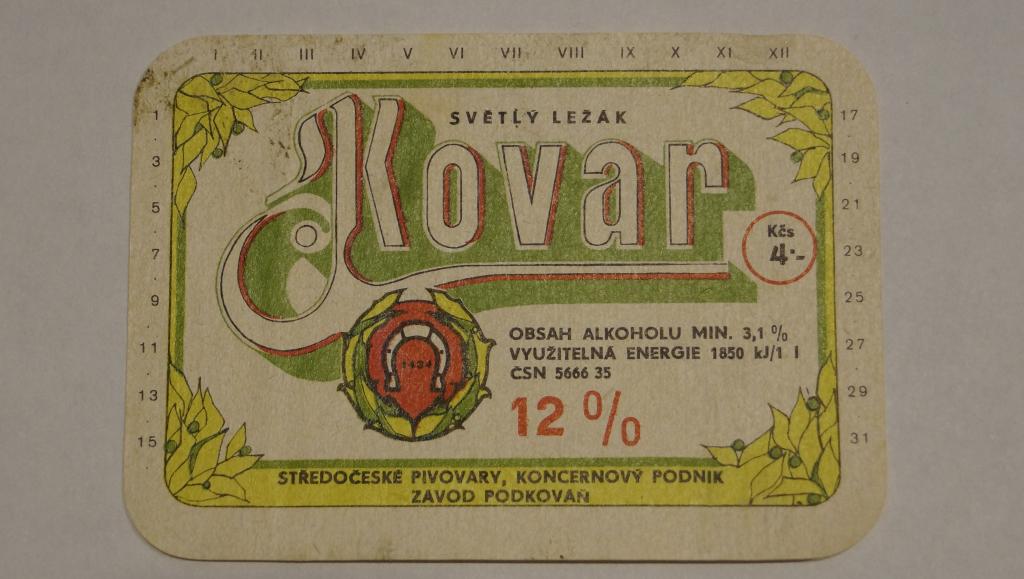 I II III IV V VI VII VIII IX X XI XII
SVĚTLÝ LEŽÁK
Kovar
Kčs
4·-
1434
OBSAH ALKOHOLU MIN. 3,1 %
VYUŽITELNÁ ENERGIE 1850 kJ/1 l
ČSN 5666 35
12 %
STŘEDOČESKÉ PIVOVARY, KONCERNOVÝ PODNIK
ZÁVOD PODKOVÁŇ
1
3
5
7
9
11
13
15
17
19
21
23
25
27
29
31